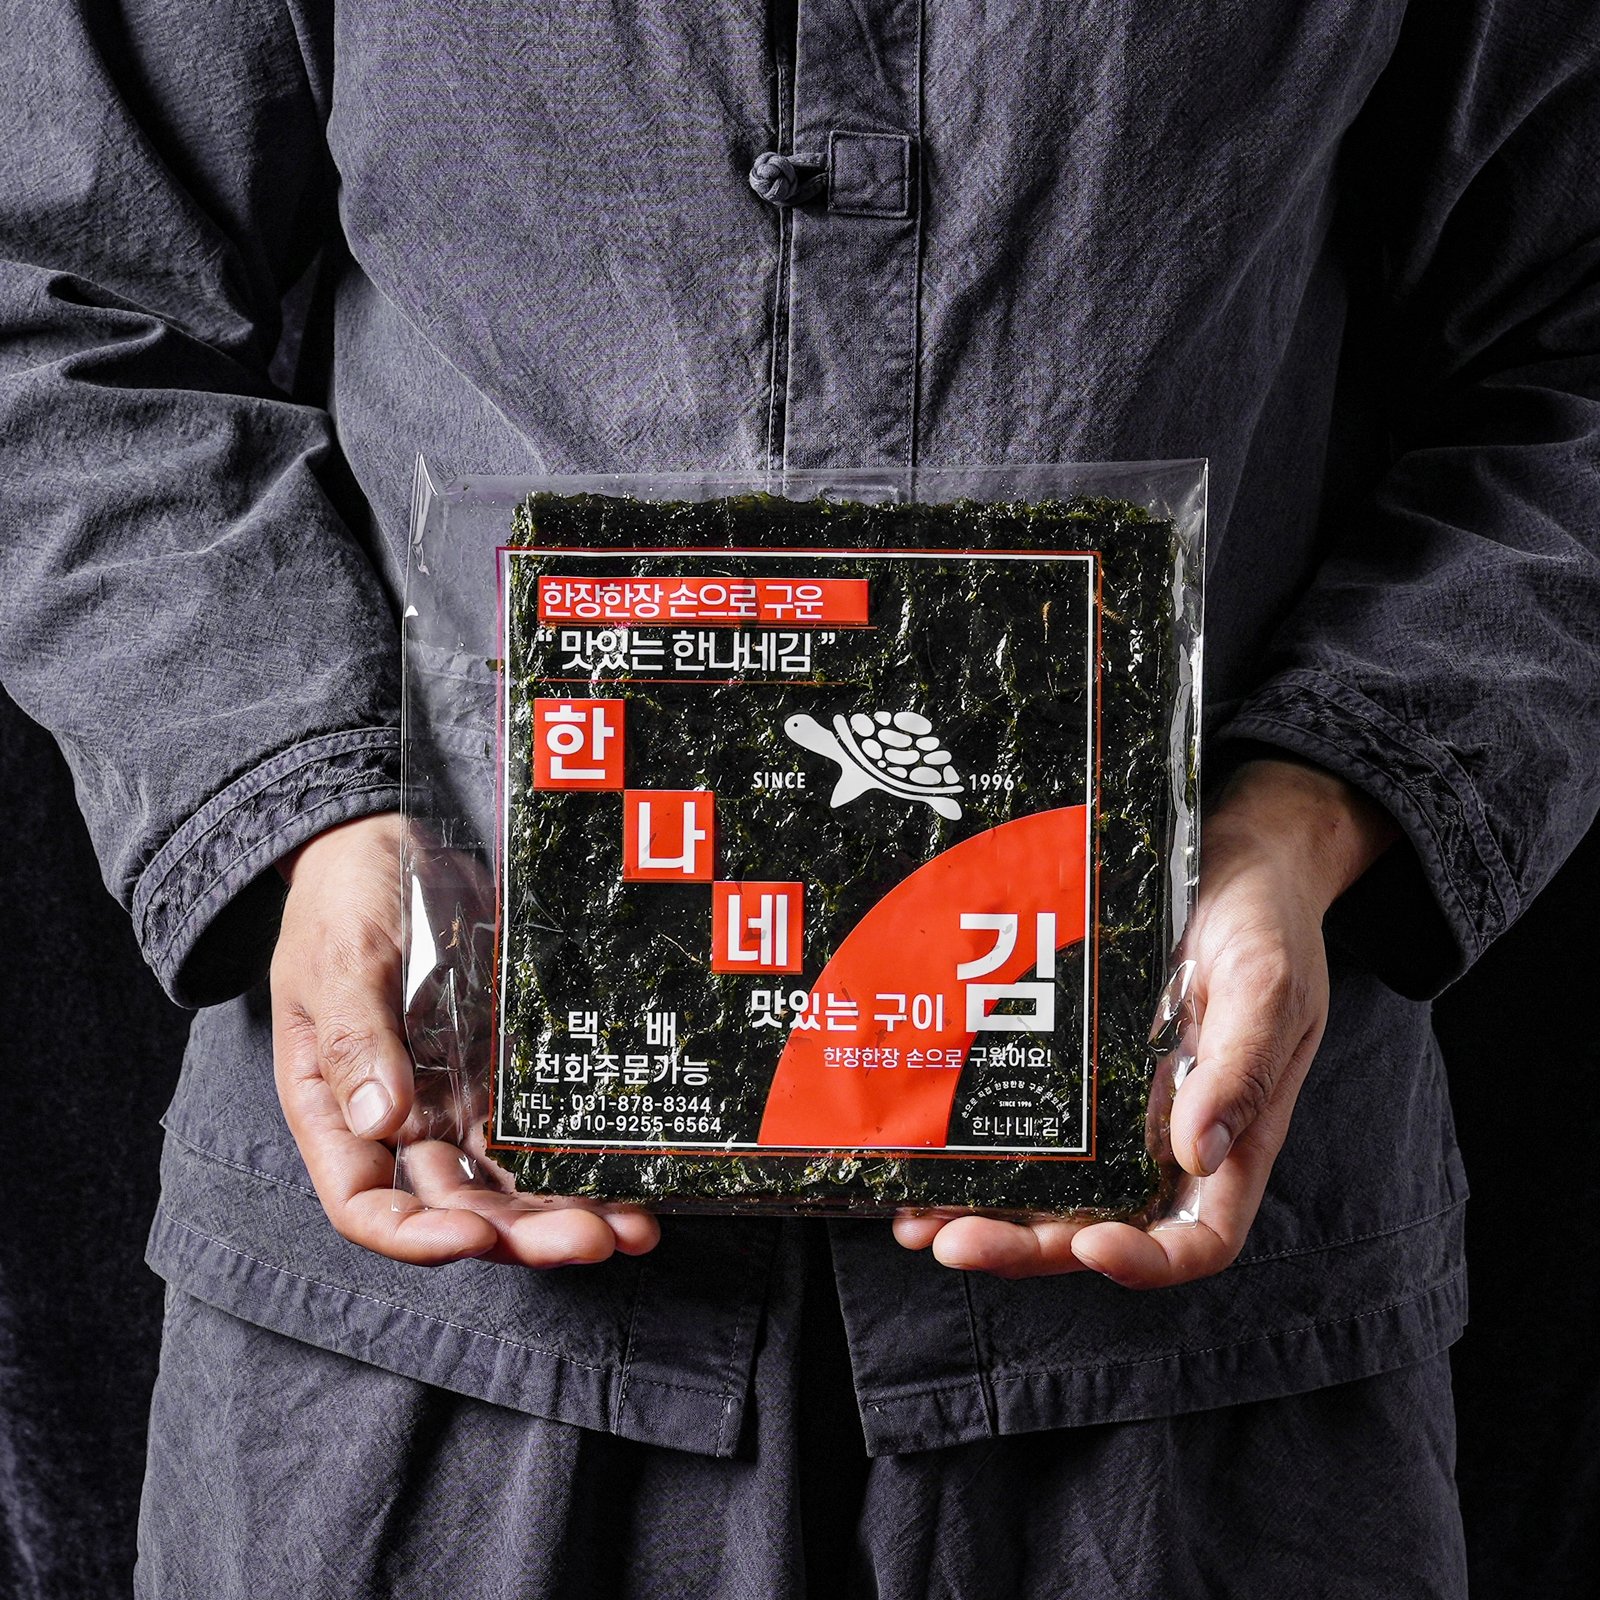 한장한장 손으로 구운
“맛있는 한나네김”
한
나
네
SINCE 1996
김
맛있는 구이
한장한장 손으로 구웠어요!
택 배
전화주문가능
TEL : 031-878-8344
H.P : 010-9255-6564
SINCE 1996
한나네김